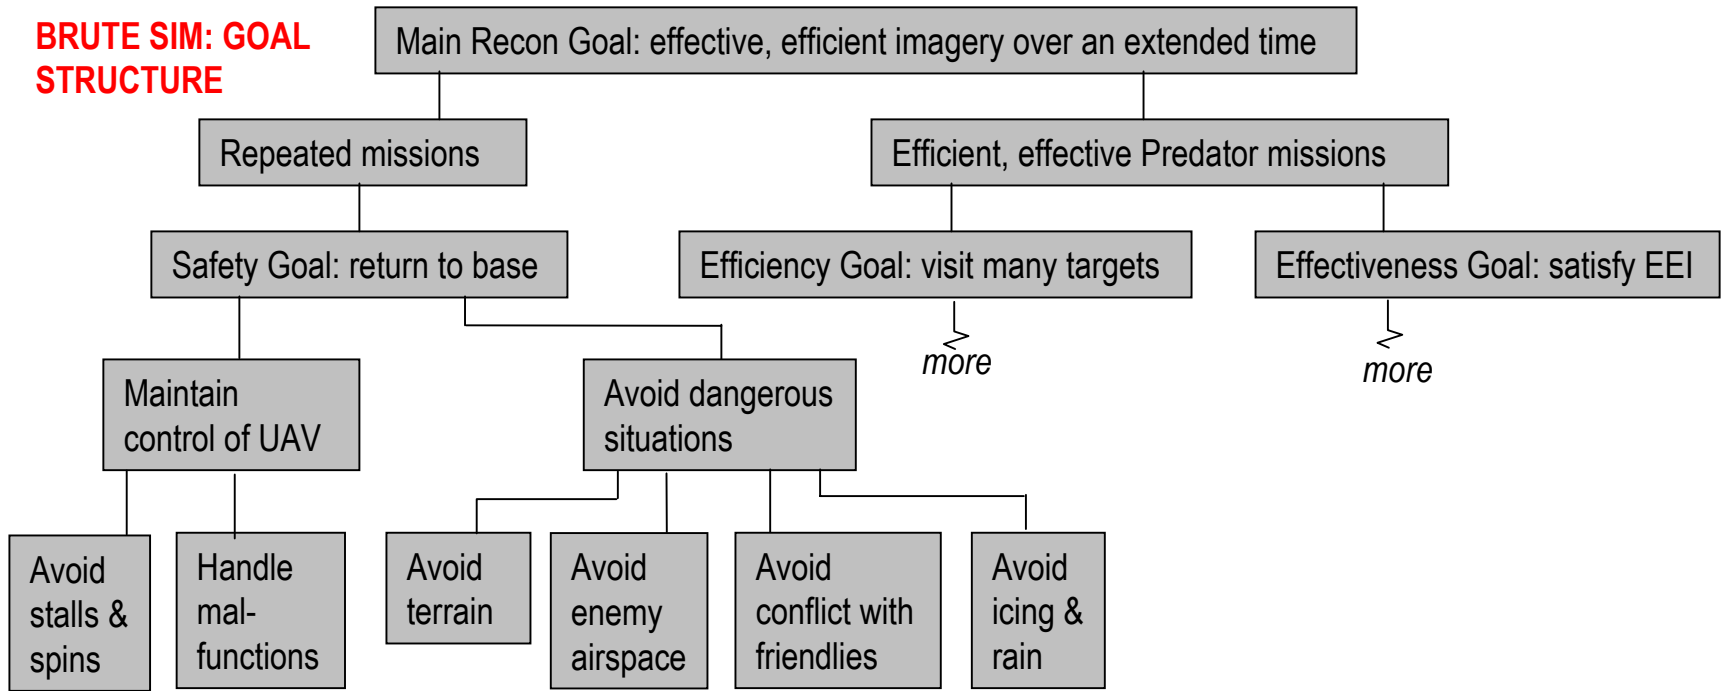 BRUTE SIM: GOAL
STRUCTURE
Main Recon Goal: effective, efficient imagery over an extended time
Repeated missions
Efficient, effective Predator missions
Safety Goal: return to base
Efficiency Goal: visit many targets
Effectiveness Goal: satisfy EEI
more
more
Maintain
control of UAV
Avoid dangerous
situations
Avoid
stalls &
spins
Handle
mal-
functions
Avoid
terrain
Avoid
enemy
airspace
Avoid
conflict with
friendlies
Avoid
icing &
rain